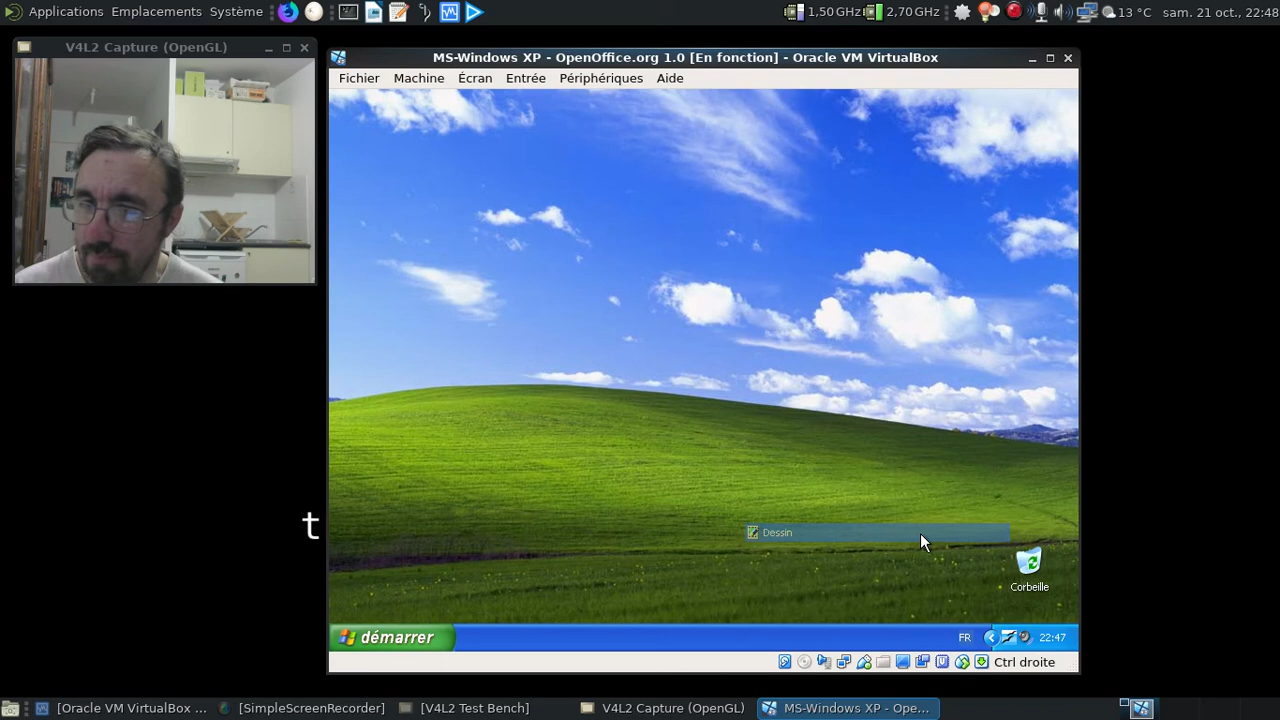 Applications Emplacements Système
1,50 GHz 2,70 GHz 13 °C sam. 21 oct., 22:48
V4L2 Capture (OpenGL)
MS-Windows XP - OpenOffice.org 1.0 [En fonction] - Oracle VM VirtualBox
Fichier Machine Écran Entrée Périphériques Aide
t
Dessin
Corbeille
démarrer FR 22:47
Ctrl droite
[Oracle VM VirtualBox ... [SimpleScreenRecorder] [V4L2 Test Bench] V4L2 Capture (OpenGL) MS-Windows XP - Ope...